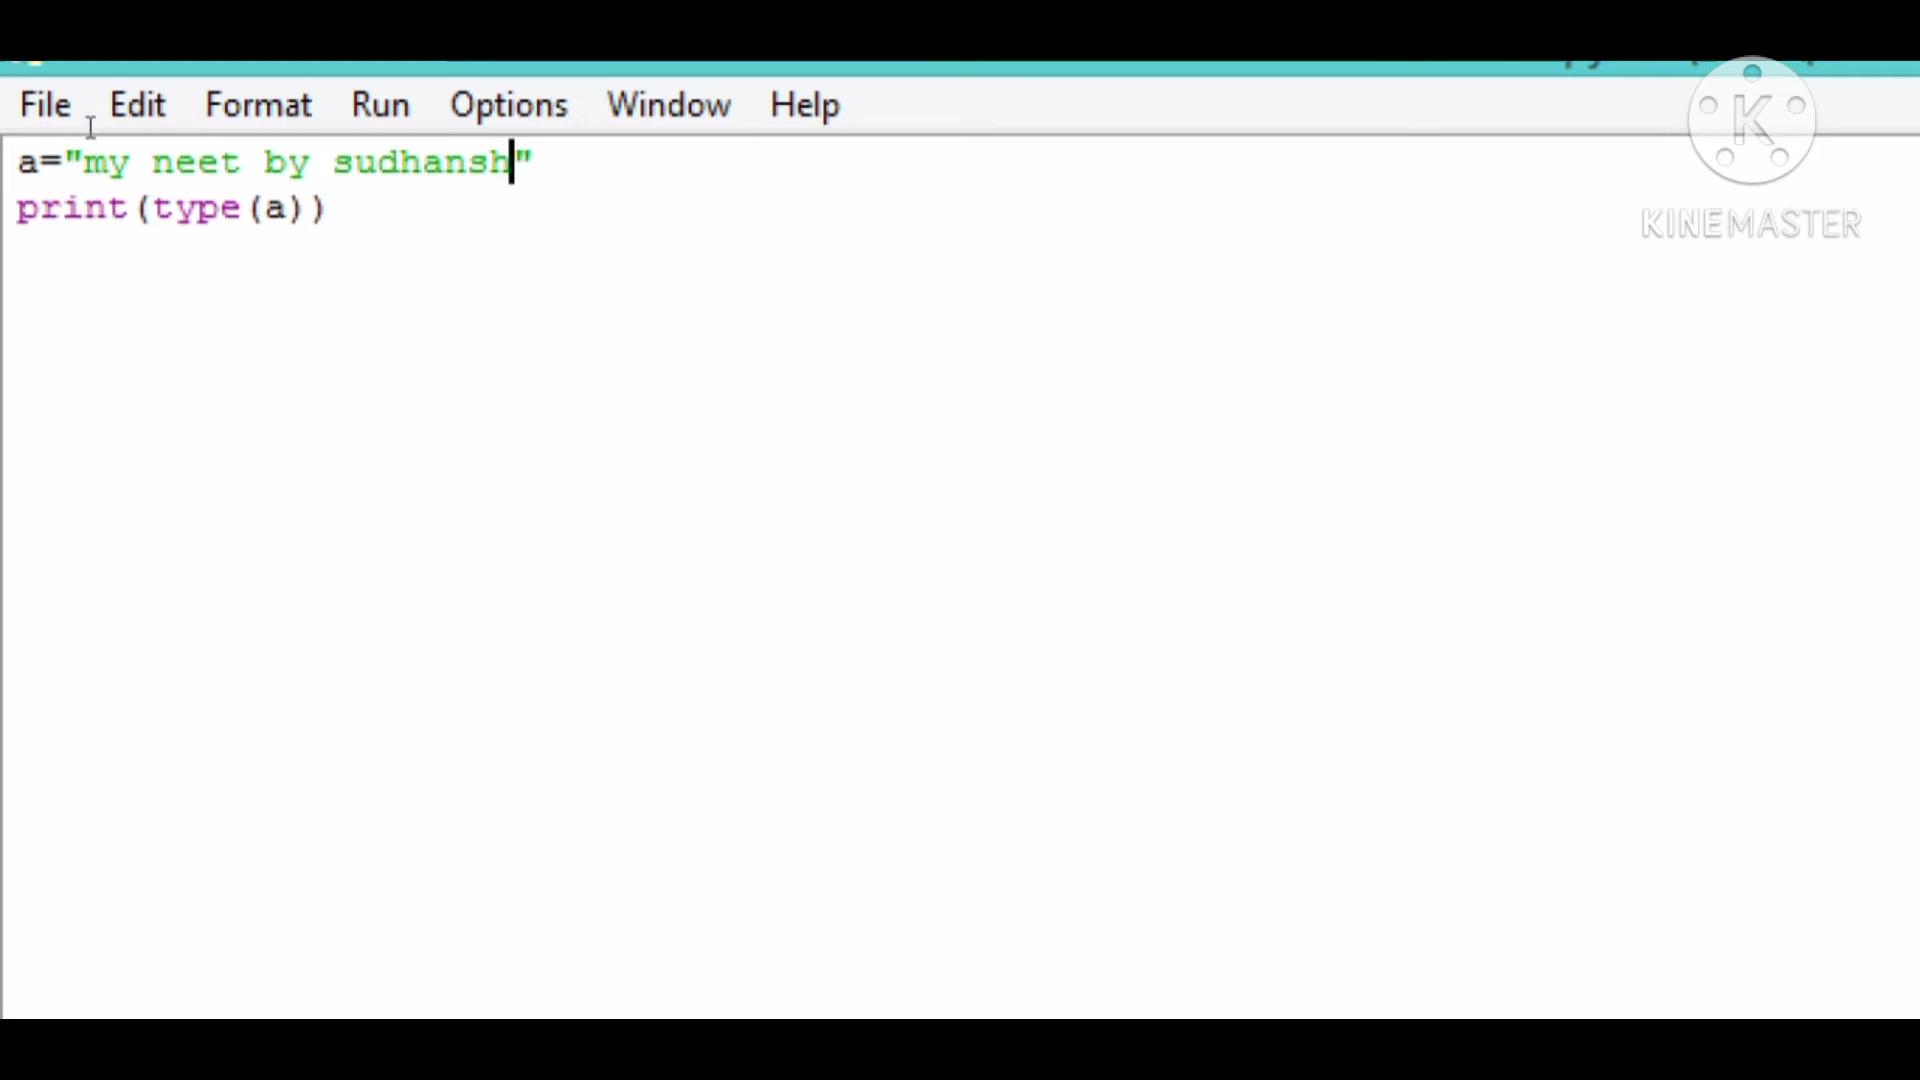 File Edit Format Run Options Window Help
a="my neet by sudhansh"
print(type(a))
K
KINEMASTER